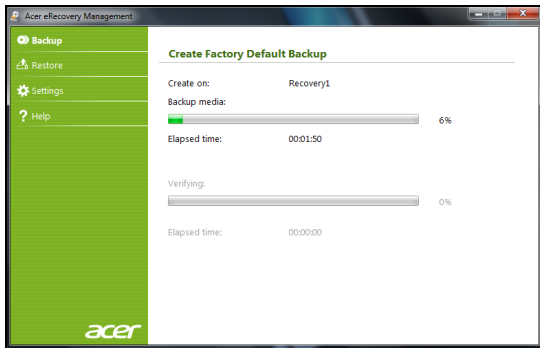 Acer eRecovery Management
Backup
Restore
Settings
? Help
Create Factory Default Backup
Create on: Recovery1
Backup media:
6%
Elapsed time: 00:01:50
Verifying:
0%
Elapsed time: 00:00:00
acer